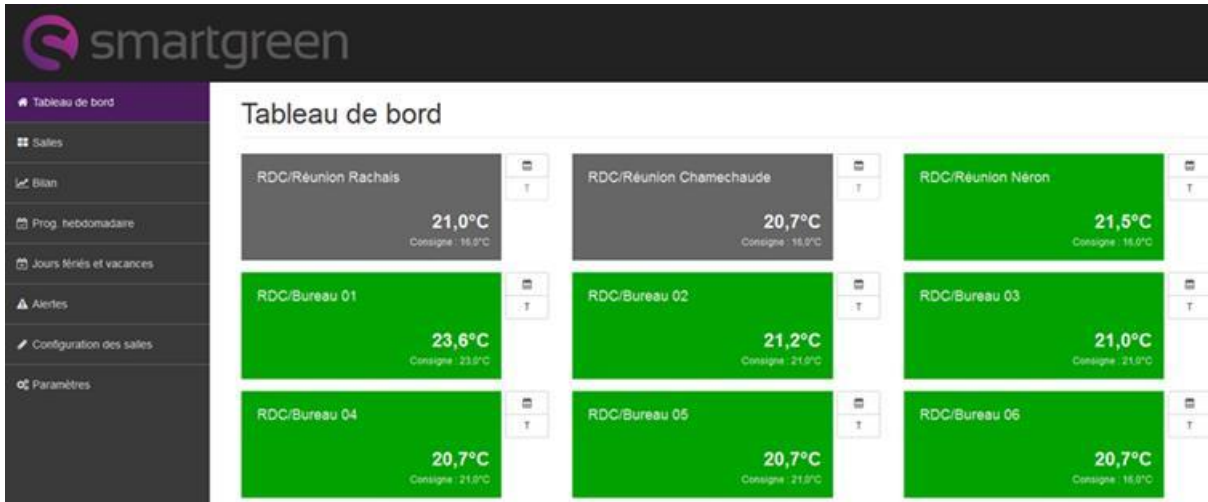 smartgreen
Tableau de bord
Salles
Bilan
Prog. hebdomadaire
Jours fériés et vacances
Alertes
Configuration des salles
Paramètres
Tableau de bord
RDC/Réunion Rachais
21,0°C
Consigne : 16,0°C
T
RDC/Réunion Chamechaude
20,7°C
Consigne : 16,0°C
T
RDC/Réunion Néron
21,5°C
Consigne : 16,0°C
T
RDC/Bureau 01
23,6°C
Consigne : 23,0°C
T
RDC/Bureau 02
21,2°C
Consigne : 21,0°C
T
RDC/Bureau 03
21,0°C
Consigne : 21,0°C
T
RDC/Bureau 04
20,7°C
Consigne : 21,0°C
T
RDC/Bureau 05
20,7°C
Consigne : 21,0°C
T
RDC/Bureau 06
20,7°C
Consigne : 16,0°C
T